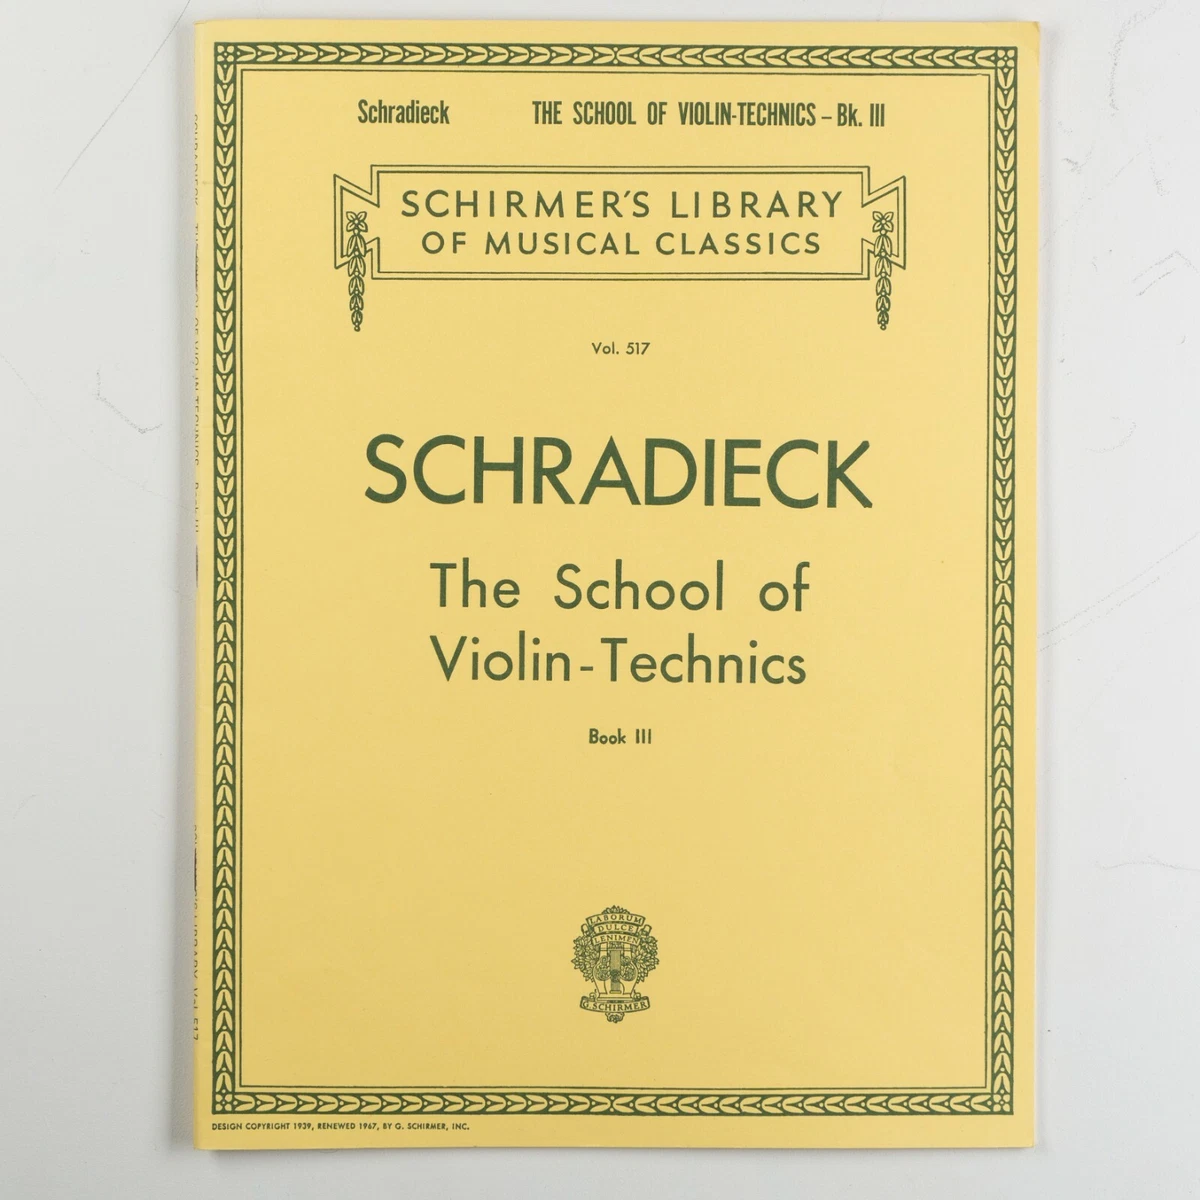 Schradieck THE SCHOOL OF VIOLIN-TECHNICS – Bk. III
SCHIRMER'S LIBRARY
OF MUSICAL CLASSICS
Vol. 517
SCHRADIECK
The School of
Violin-Technics
Book III
LABORUM
DULCE
LENIMEN
G. SCHIRMER
DESIGN COPYRIGHT 1939, RENEWED 1967, BY G. SCHIRMER, INC.